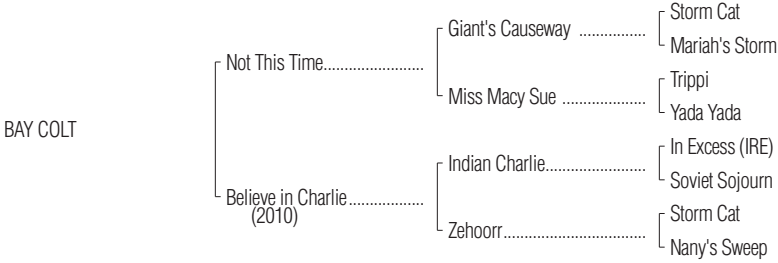 Storm Cat
Giant's Causeway ................
Mariah's Storm
Not This Time........................
Trippi
Miss Macy Sue ....................
Yada Yada
BAY COLT
In Excess (IRE)
Indian Charlie........................
Soviet Sojourn
Believe in Charlie..................
(2010)
Storm Cat
Zehoorr..................................
Nany's Sweep